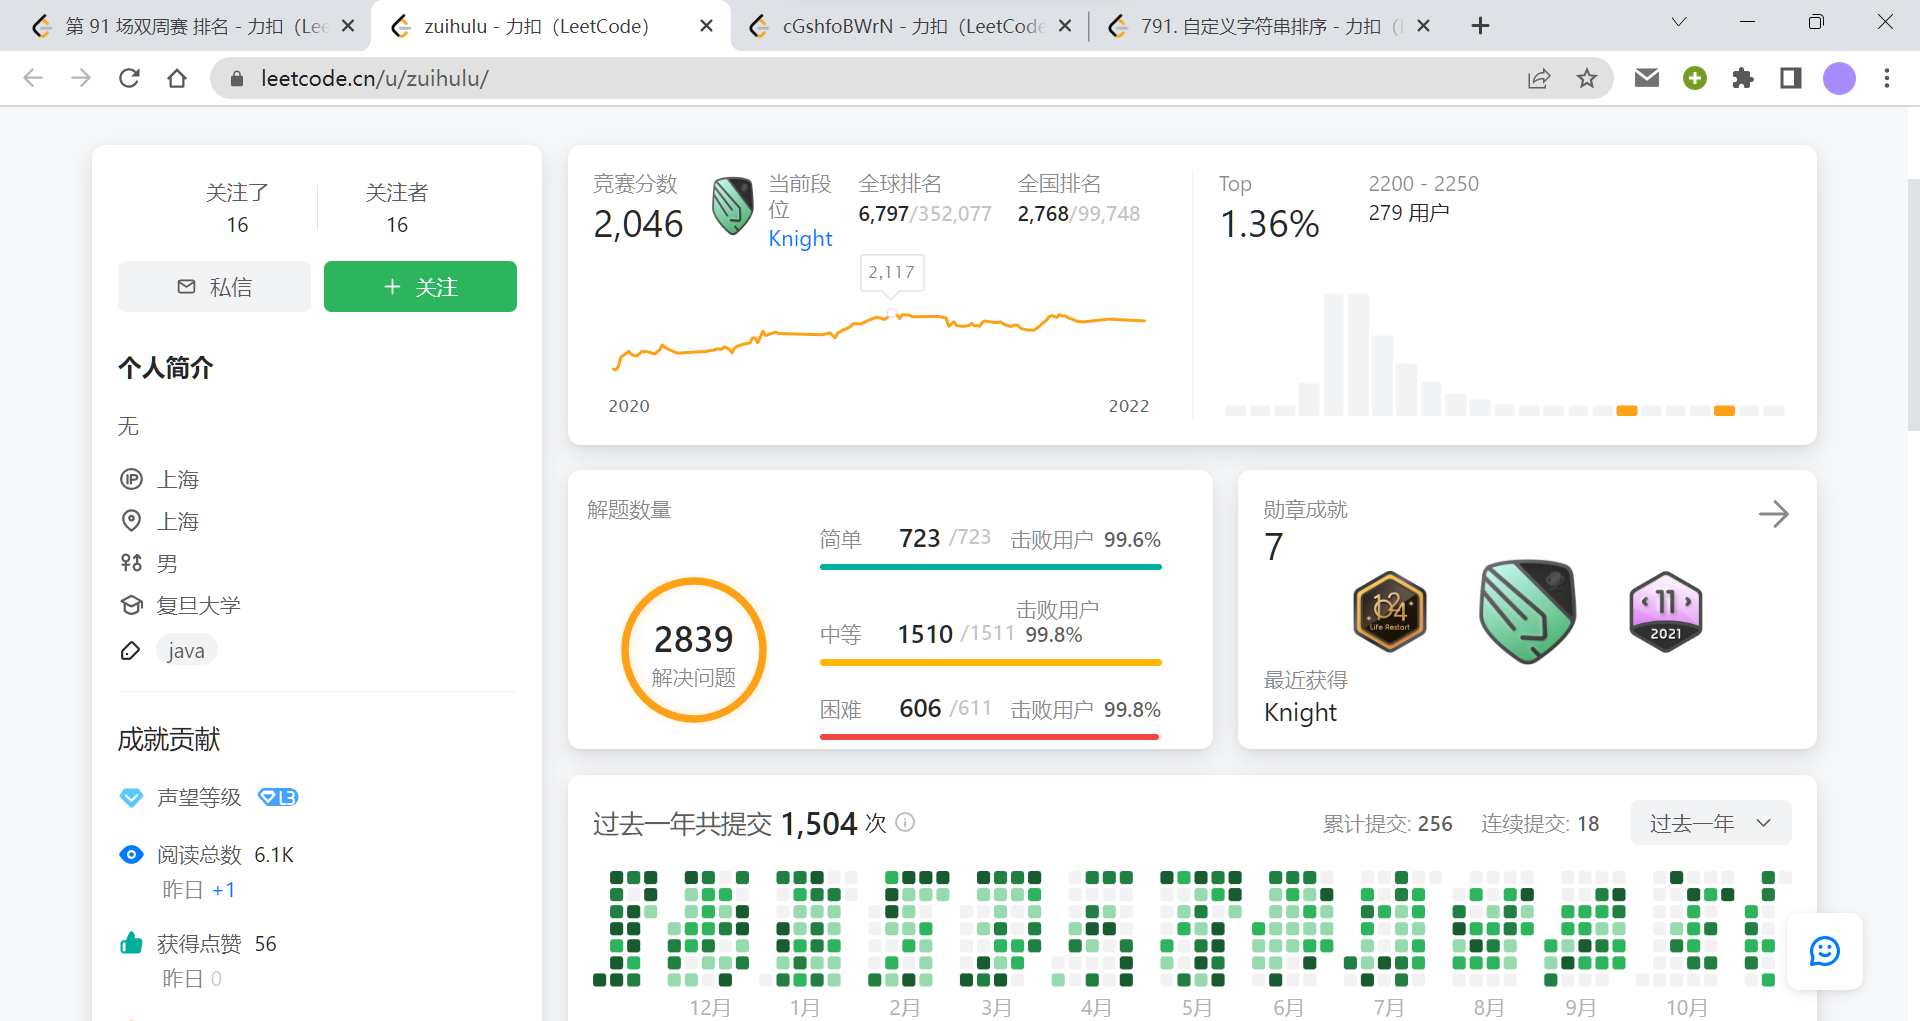 第 91 场双周赛 排名 - 力扣（Lee
zuihulu - 力扣（LeetCode）
cGshfoBWrN - 力扣（LeetCode
791. 自定义字符串排序 - 力扣（l
leetcode.cn/u/zuihulu/
关注了
16
关注者
16
私信
关注
个人简介
无
IP 上海
上海
男
复旦大学
java
成就贡献
声望等级 L3
阅读总数 6.1K
昨日 +1
获得点赞 56
昨日 0
竞赛分数
2,046
当前段位
Knight
全球排名
6,797/352,077
全国排名
2,768/99,748
2,117
2020
2022
Top
1.36%
2200 - 2250
279 用户
解题数量
2839
解决问题
简单 723 /723 击败用户 99.6%
中等 1510 /1511 击败用户 99.8%
困难 606 /611 击败用户 99.8%
勋章成就
7
1024
Life Restart
11
2021
最近获得
Knight
过去一年共提交 1,504 次
累计提交: 256
连续提交: 18
过去一年
12月 1月 2月 3月 4月 5月 6月 7月 8月 9月 10月